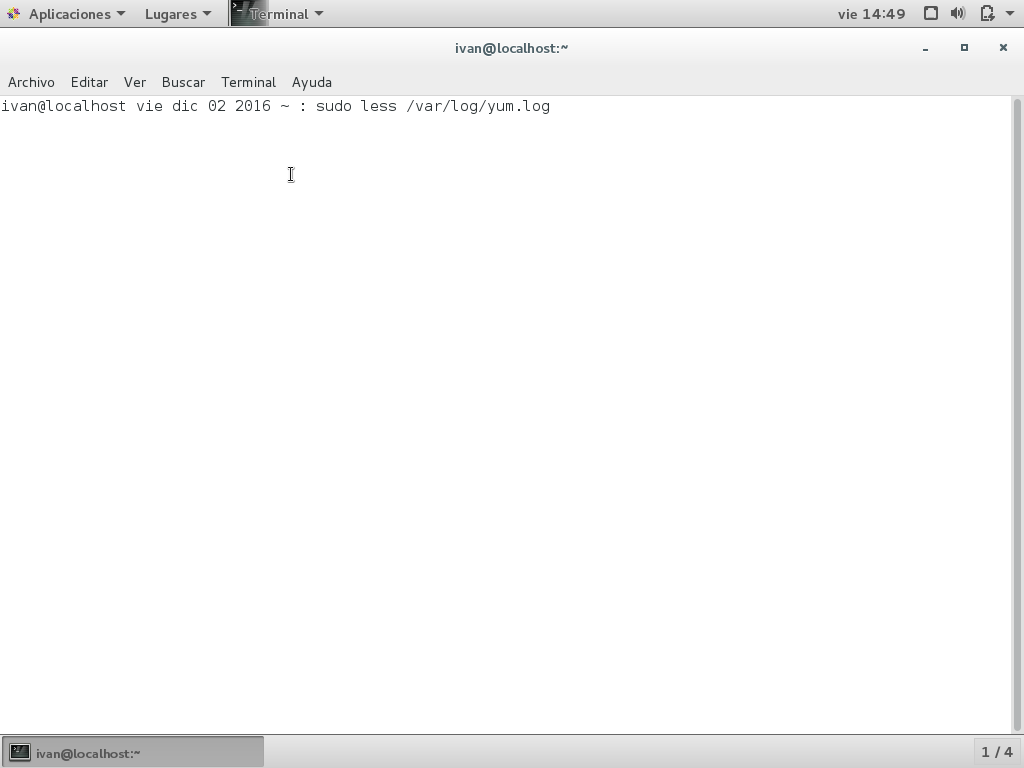 Aplicaciones Lugares Terminal vie 14:49
ivan@localhost:~
Archivo Editar Ver Buscar Terminal Ayuda
ivan@localhost vie dic 02 2016 ~ : sudo less /var/log/yum.log
ivan@localhost:~ 1 / 4